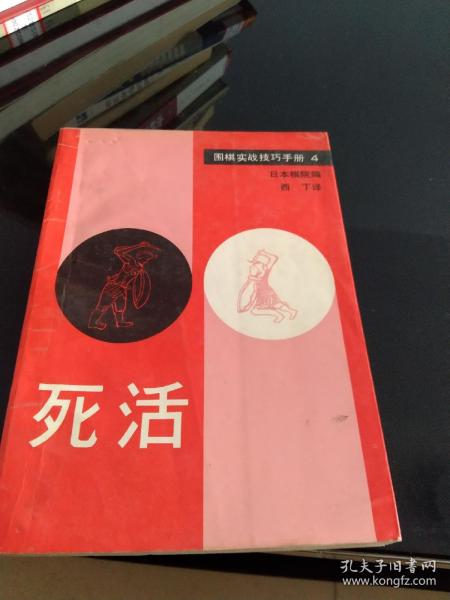 围棋实战技巧手册 4
日本棋院编
西 丁译
死活
孔夫子旧书网
www.kongfz.com